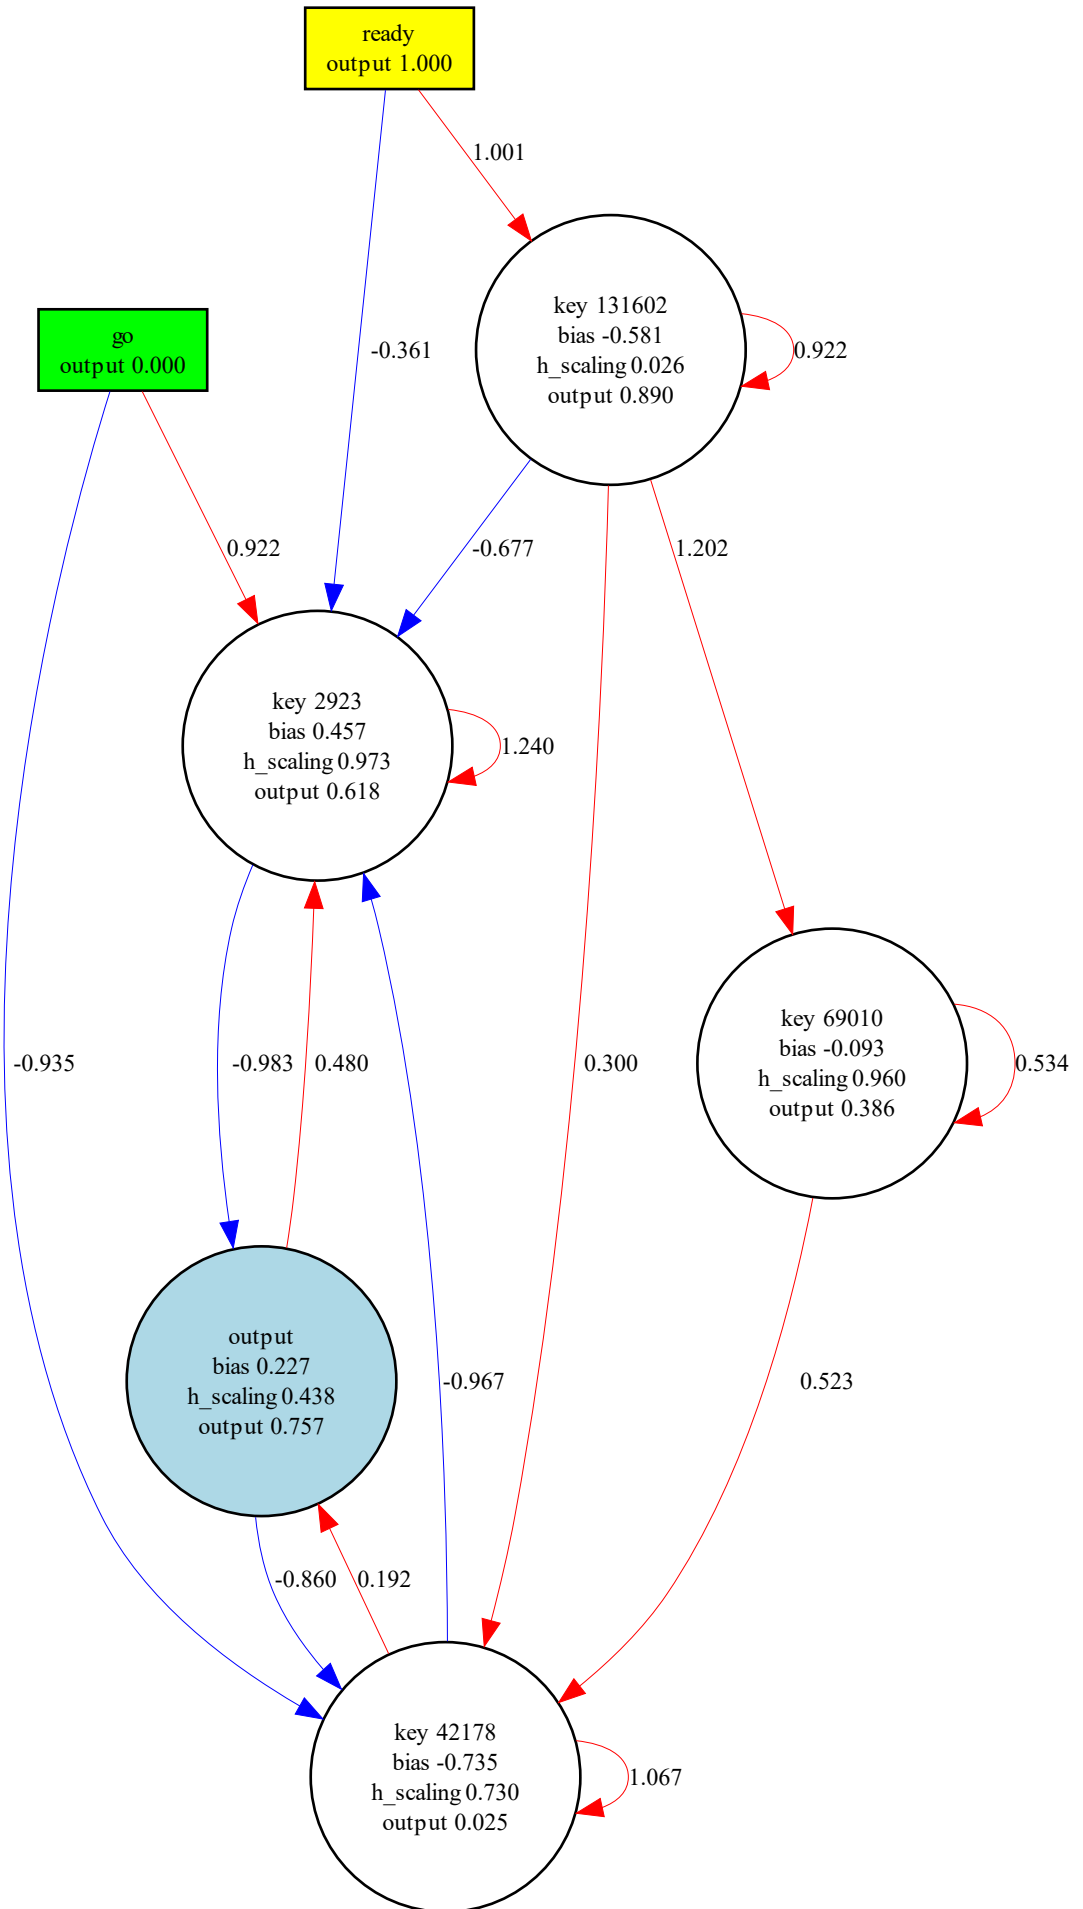 ready
output 1.000
1.001
key 131602
bias -0.581
h_scaling 0.026
output 0.890
0.922
go
output 0.000
-0.361
0.922
-0.677
1.202
key 2923
bias 0.457
h_scaling 0.973
output 0.618
1.240
key 69010
bias -0.093
h_scaling 0.960
output 0.386
0.534
-0.935
-0.983
0.480
0.300
output
bias 0.227
h_scaling 0.438
output 0.757
-0.967
0.523
-0.860
0.192
key 42178
bias -0.735
h_scaling 0.730
output 0.025
1.067